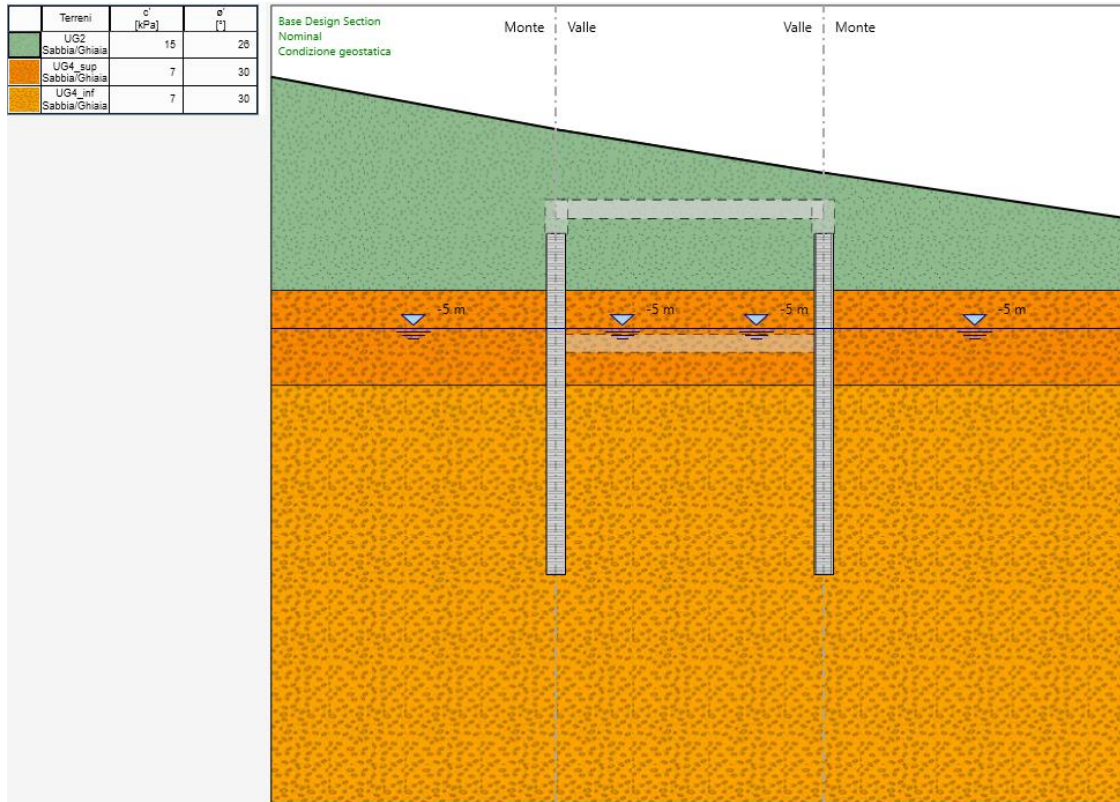 Terreni c' ø'
[kPa] [°]
UG2
Sabbia/Ghiaia 15 26
UG4_sup
Sabbia/Ghiaia 7 30
UG4_inf
Sabbia/Ghiaia 7 30
Base Design Section
Nominal
Condizione geostatica
Monte Valle Valle Monte
-5 m -5 m -5 m -5 m